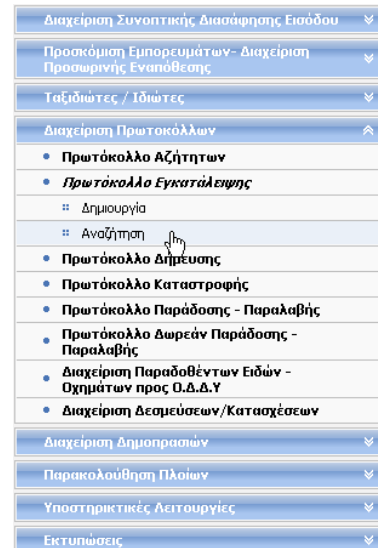 Διαχείριση Συνοπτικής Διασάφησης Εισόδου
Προσκόμιση Εμπορευμάτων- Διαχείριση
Προσωρινής Εναπόθεσης
Ταξιδιώτες / Ιδιώτες
Διαχείριση Πρωτοκόλλων
Πρωτόκολλο Αζήτητων
Πρωτόκολλο Εγκατάλειψης
Δημιουργία
Αναζήτηση
Πρωτόκολλο Δήμευσης
Πρωτόκολλο Καταστροφής
Πρωτόκολλο Παράδοσης - Παραλαβής
Πρωτόκολλο Δωρεάν Παράδοσης -
Παραλαβής
Διαχείριση Παραδοθέντων Ειδών -
Οχημάτων προς Ο.Δ.Δ.Υ
Διαχείριση Δεσμεύσεων/Κατασχέσεων
Διαχείριση Δημοπρασιών
Παρακολούθηση Πλοίων
Υποστηρικτικές Λειτουργίες
Εκτυπώσεις